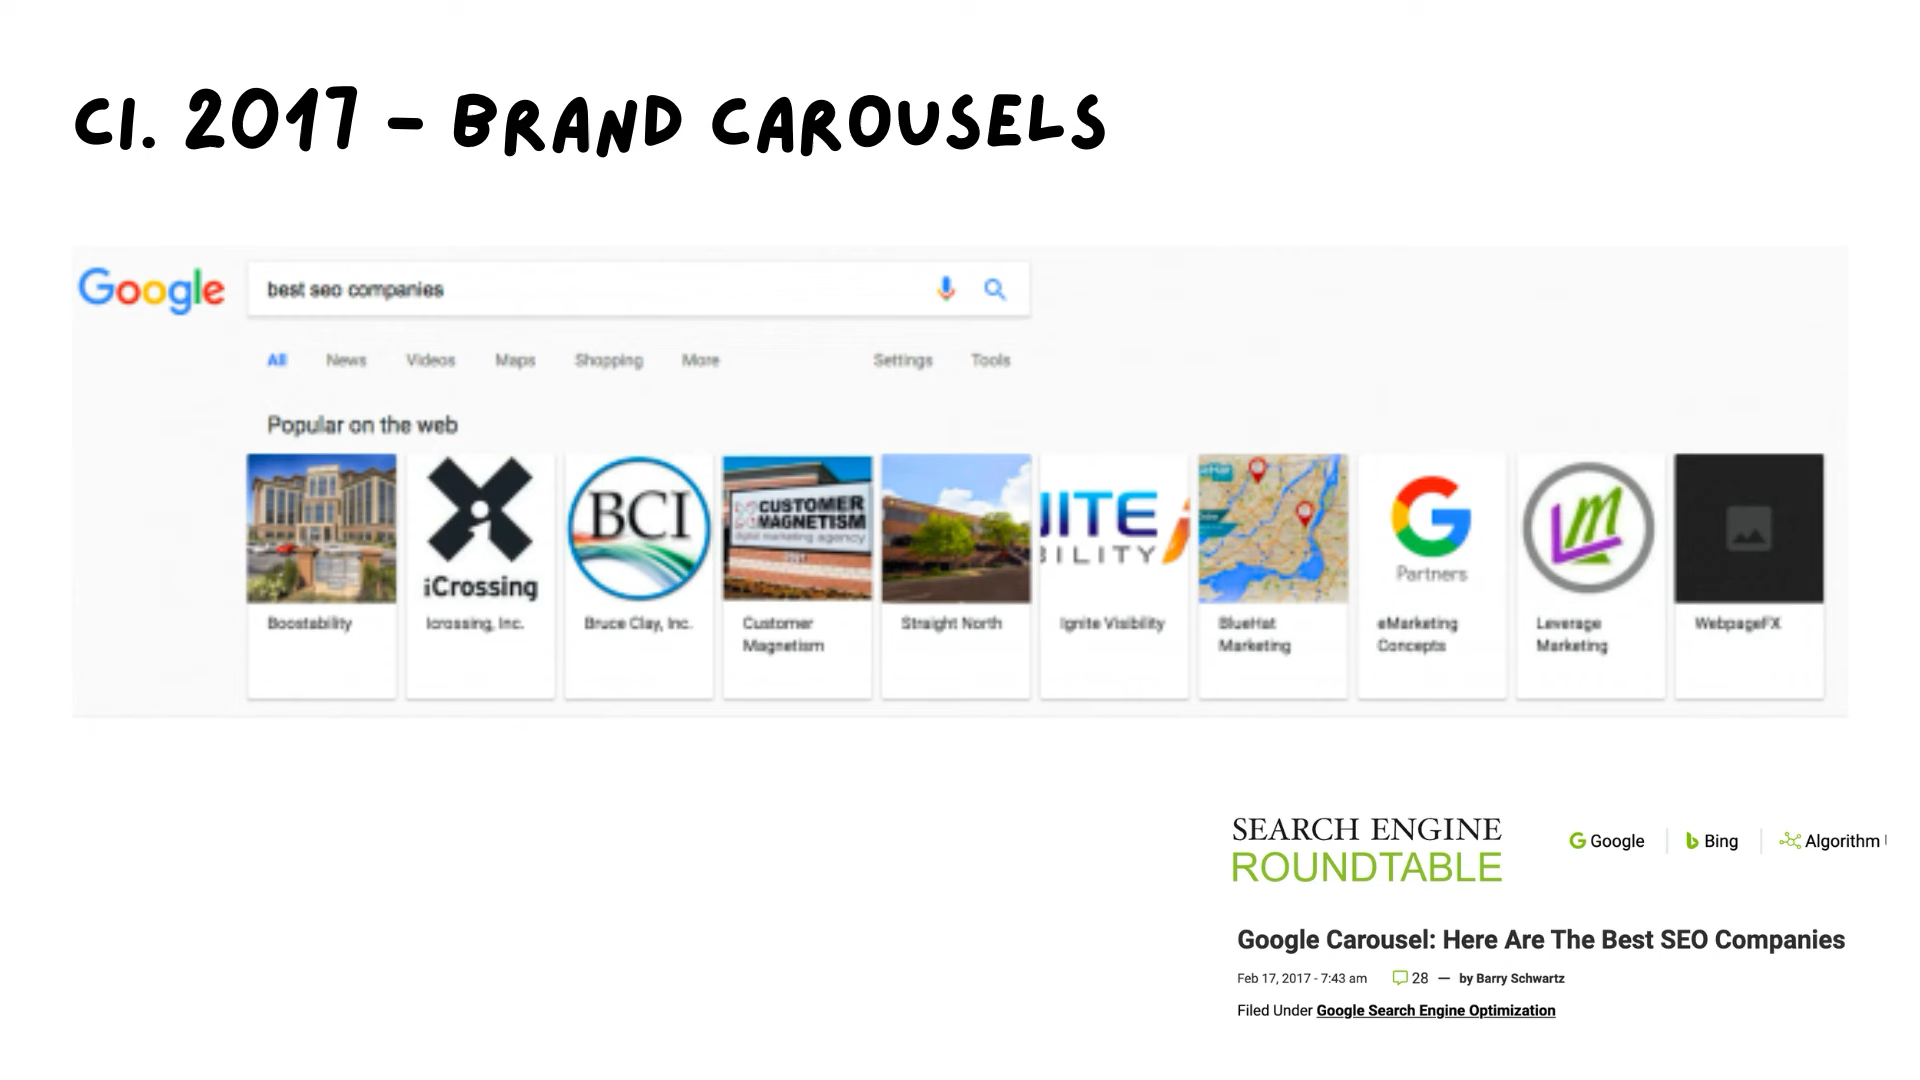 CI. 2017 - BRAND CAROUSELS
Google
best seo companies
All News Videos Maps Shopping More Settings Tools
Popular on the web
iCrossing
BCI
CUSTOMER
MAGNETISM
digital marketing agency
NITE
BILITY
Partners
Boostability
Icrossing, Inc.
Bruce Clay, Inc.
Customer
Magnetism
Straight North
Ignite Visibility
BlueHat
Marketing
eMarketing
Concepts
Leverage
Marketing
WebpageFX
SEARCH ENGINE
ROUNDTABLE
Google Bing Algorithm
Google Carousel: Here Are The Best SEO Companies
Feb 17, 2017 - 7:43 am 28 — by Barry Schwartz
Filed Under Google Search Engine Optimization